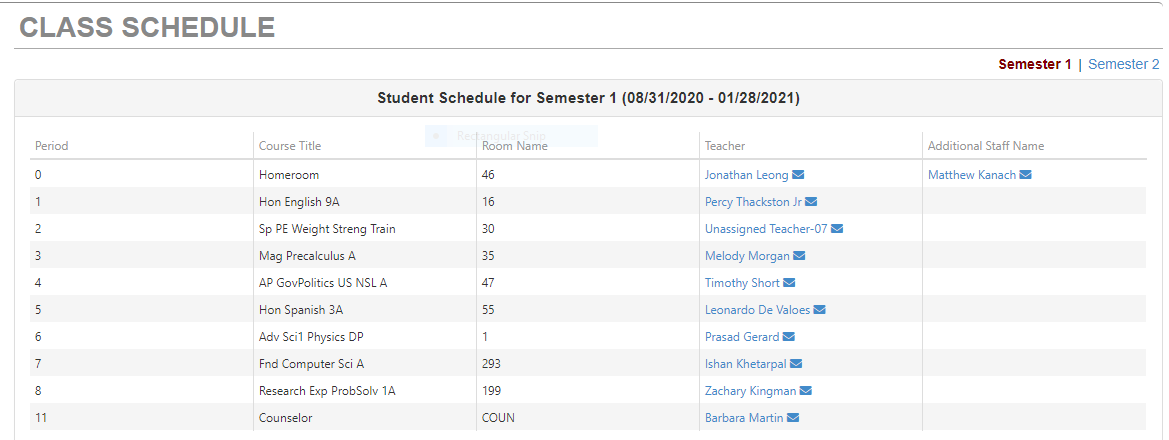 CLASS SCHEDULE
Semester 1 | Semester 2
Student Schedule for Semester 1 (08/31/2020 - 01/28/2021)
Rectangular Snip
Period Course Title Room Name Teacher Additional Staff Name
0 Homeroom 46 Jonathan Leong Matthew Kanach
1 Hon English 9A 16 Percy Thackston Jr
2 Sp PE Weight Streng Train 30 Unassigned Teacher-07
3 Mag Precalculus A 35 Melody Morgan
4 AP GovPolitics US NSL A 47 Timothy Short
5 Hon Spanish 3A 55 Leonardo De Valoes
6 Adv Sci1 Physics DP 1 Prasad Gerard
7 Fnd Computer Sci A 293 Ishan Khetarpal
8 Research Exp ProbSolv 1A 199 Zachary Kingman
11 Counselor COUN Barbara Martin